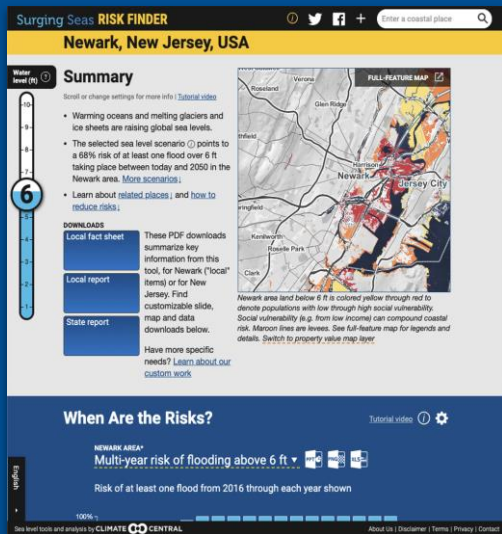 Surging Seas RISK FINDER
Enter a coastal place
Newark, New Jersey, USA
Water
level (ft)
10
9
8
7
6
5
4
3
2
1
Summary
Scroll or change settings for more info | Tutorial video
• Warming oceans and melting glaciers and
ice sheets are raising global sea levels.
• The selected sea level scenario ⓘ points to
a 68% risk of at least one flood over 6 ft
taking place between today and 2050 in the
Newark area. More scenarios↓
• Learn about related places↓ and how to
reduce risks↓
DOWNLOADS
Local fact sheet
Local report
State report
These PDF downloads
summarize key
information from this
tool, for Newark ("local"
items) or for New
Jersey. Find
customizable slide,
map and data
downloads below.
Have more specific
needs? Learn about our
custom work
FULL-FEATURE MAP
Verona
Roseland
Glen Ridge
Harrison
Newark
Jersey City
Kenilworth
Roselle Park
Clark
Newark area land below 6 ft is colored yellow through red to
denote populations with low through high social vulnerability.
Social vulnerability (e.g. from low income) can compound coastal
risk. Maroon lines are levees. See full-feature map for legends and
details. Switch to property value map layer
When Are the Risks?
Tutorial video
NEWARK AREA*
Multi-year risk of flooding above 6 ft
PNG
XLS
Risk of at least one flood from 2016 through each year shown
100%
English
Sea level tools and analysis by CLIMATE CENTRAL
About Us | Disclaimer | Terms | Privacy | Contact